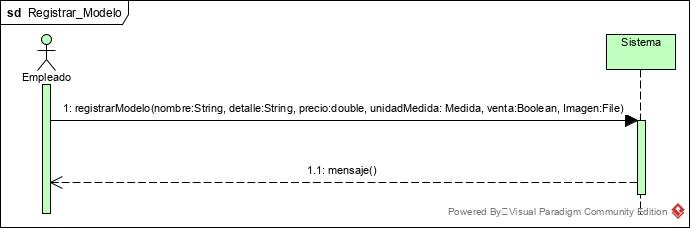 sd Registrar_Modelo
Sistema
Empleado
1: registrarModelo(nombre:String, detalle:String, precio:double, unidadMedida: Medida, venta:Boolean, Imagen:File)
1.1: mensaje()
Powered By Visual Paradigm Community Edition